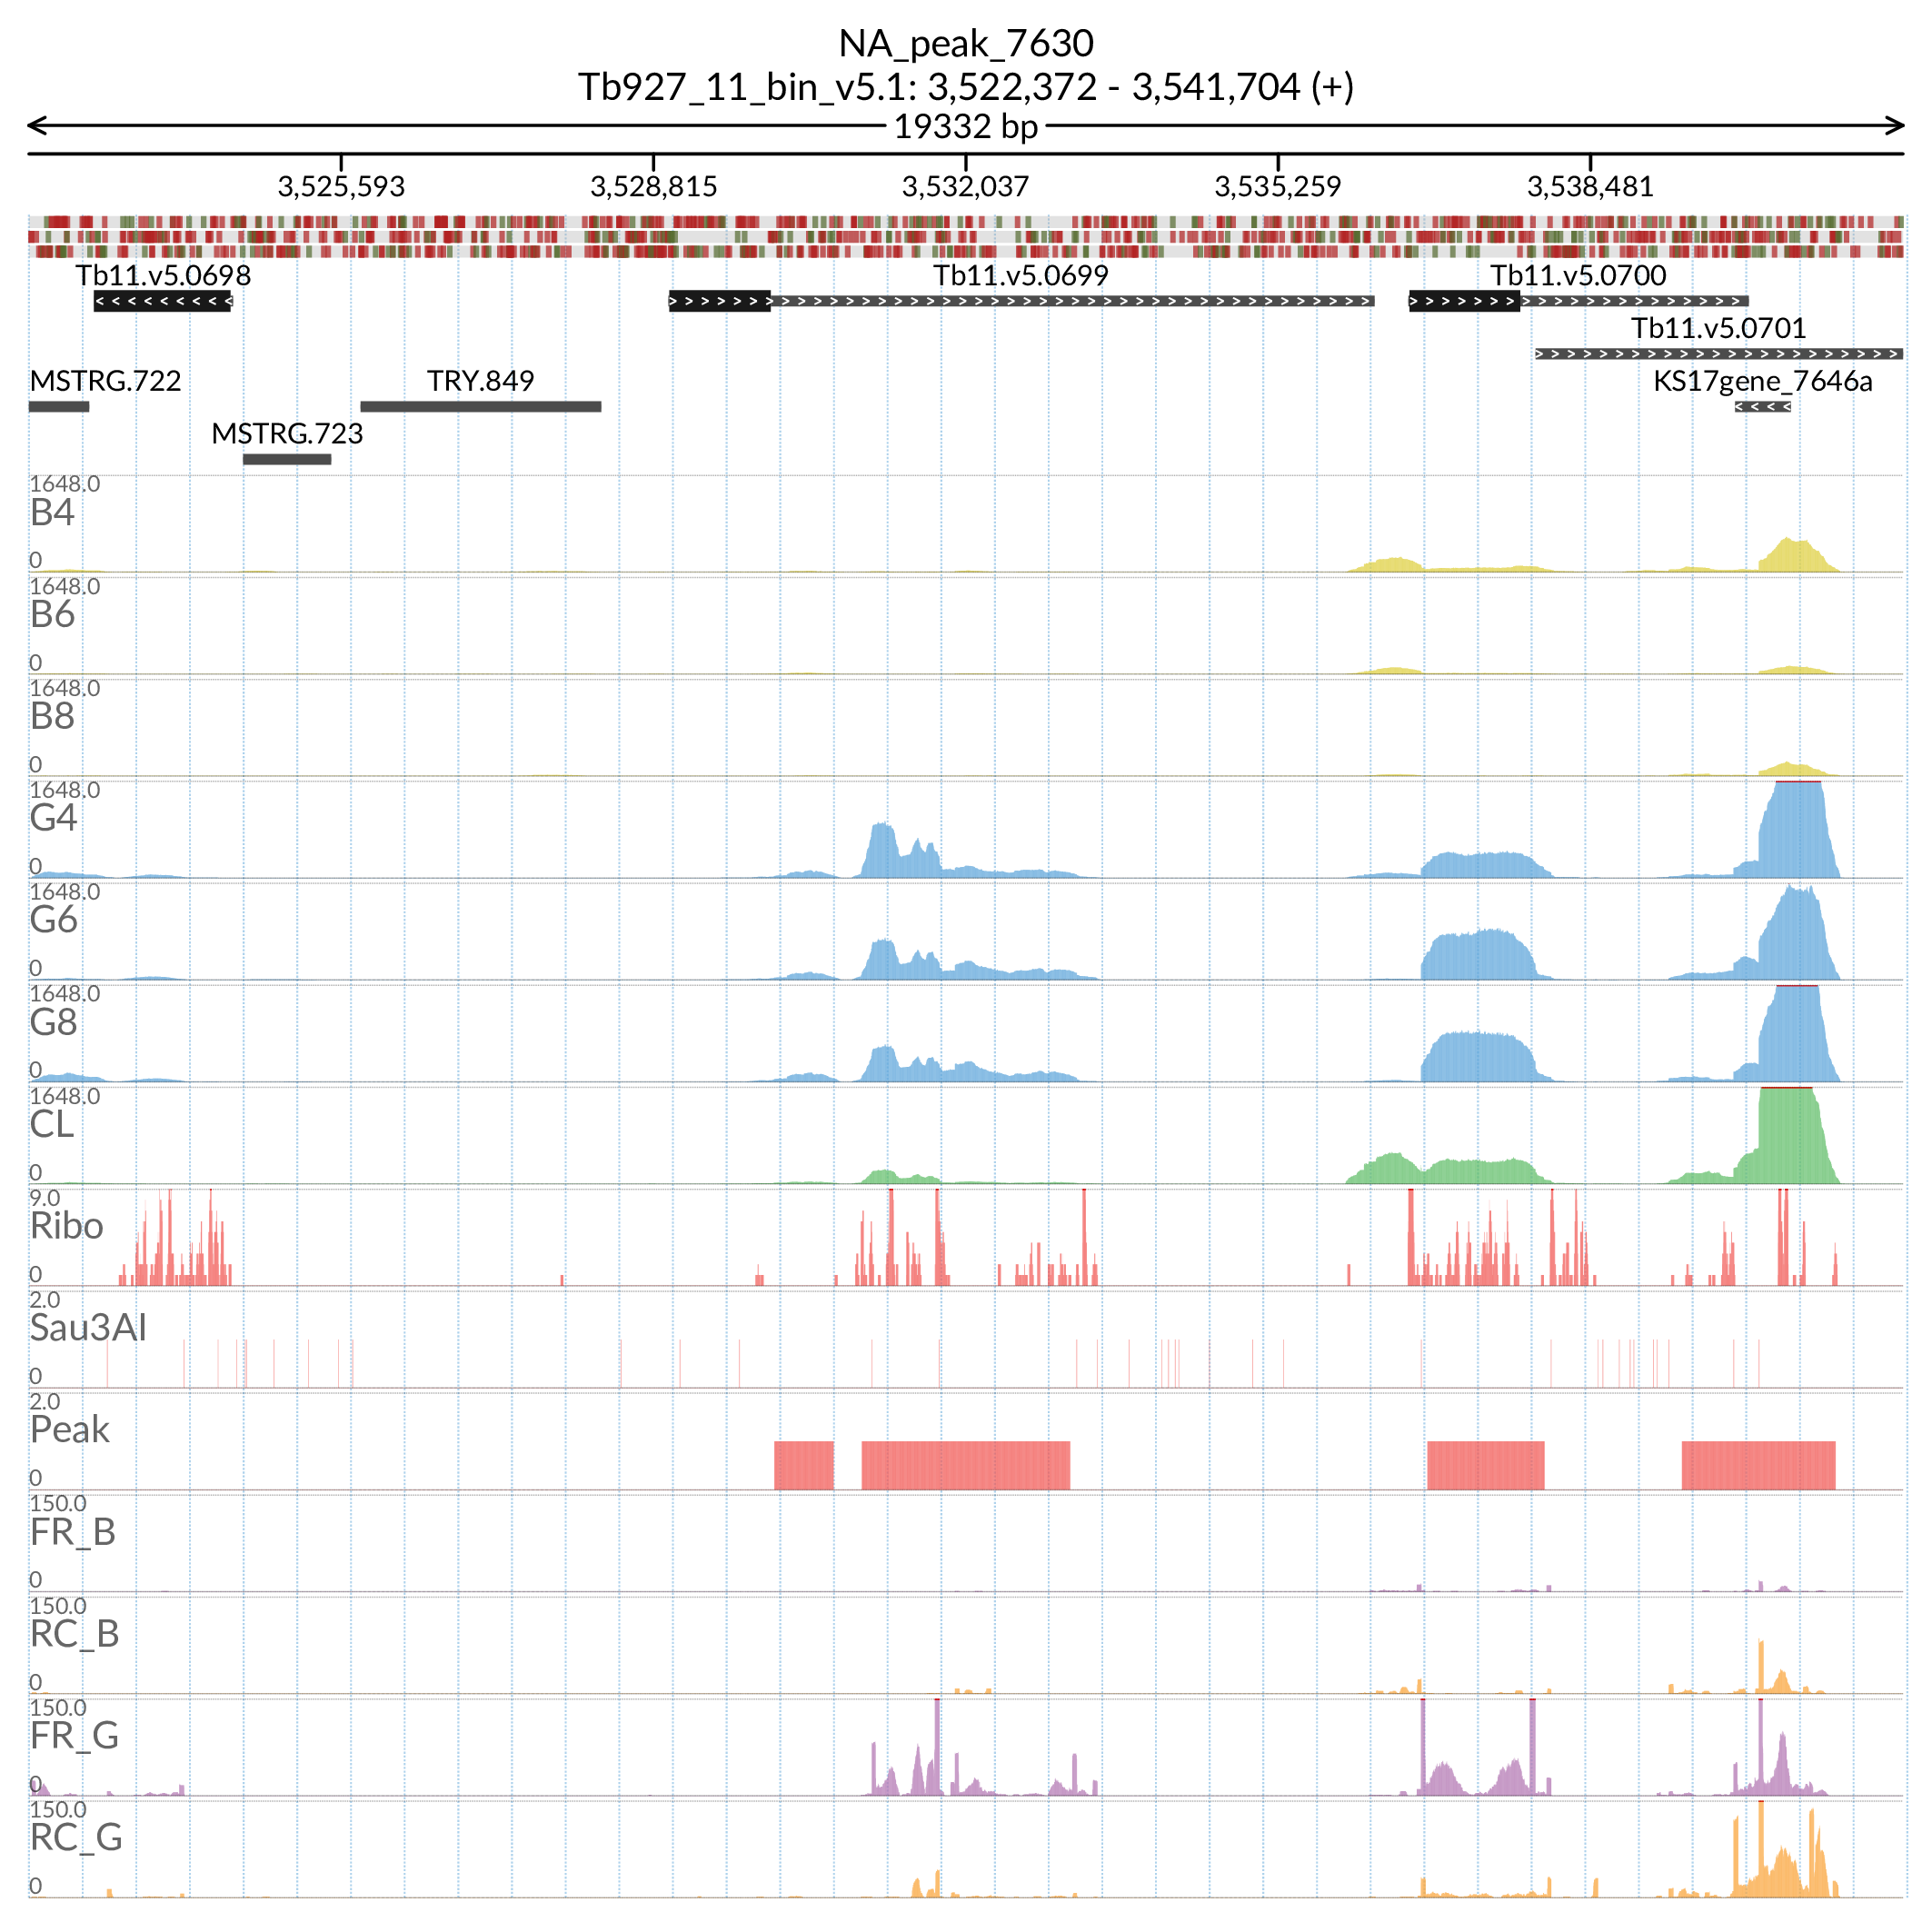 NA_peak_7630
Tb927_11_bin_v5.1: 3,522,372 - 3,541,704 (+)
19332 bp
3,525,593 3,528,815 3,532,037 3,535,259 3,538,481
Tb11.v5.0698 Tb11.v5.0699 Tb11.v5.0700
Tb11.v5.0701
MSTRG.722 TRY.849 KS17gene_7646a
MSTRG.723
1648.0
B4
0
1648.0
B6
0
1648.0
B8
0
1648.0
G4
0
1648.0
G6
0
1648.0
G8
0
1648.0
CL
0
9.0
Ribo
0
2.0
Sau3AI
0
2.0
Peak
0
150.0
FR_B
0
150.0
RC_B
0
150.0
FR_G
0
150.0
RC_G
0